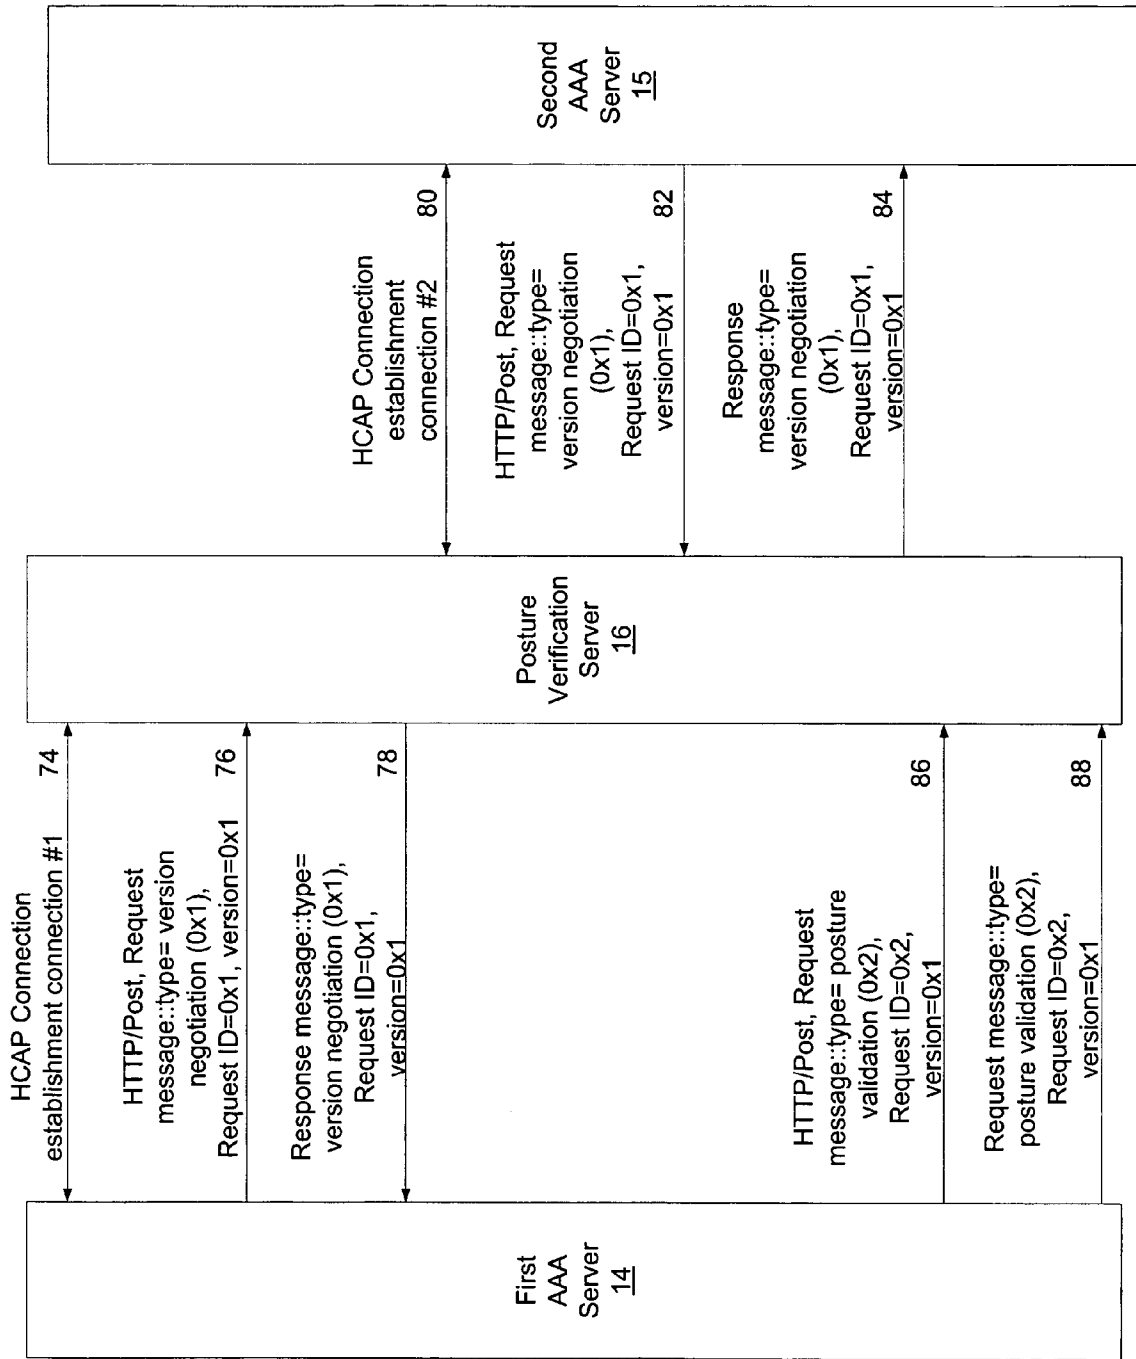 First
AAA
Server
14
Posture
Verification
Server
16
Second
AAA
Server
15
HCAP Connection
establishment connection #1
74
HTTP/Post, Request
message::type= version
negotiation (0x1),
Request ID=0x1, version=0x1
76
Response message::type=
version negotiation (0x1),
Request ID=0x1,
version=0x1
78
HCAP Connection
establishment
connection #2
80
HTTP/Post, Request
message::type=
version negotiation
(0x1),
Request ID=0x1,
version=0x1
82
Response
message::type=
version negotiation
(0x1),
Request ID=0x1,
version=0x1
84
HTTP/Post, Request
message::type= posture
validation (0x2),
Request ID=0x2,
version=0x1
86
Request message::type=
posture validation (0x2),
Request ID=0x2,
version=0x1
88